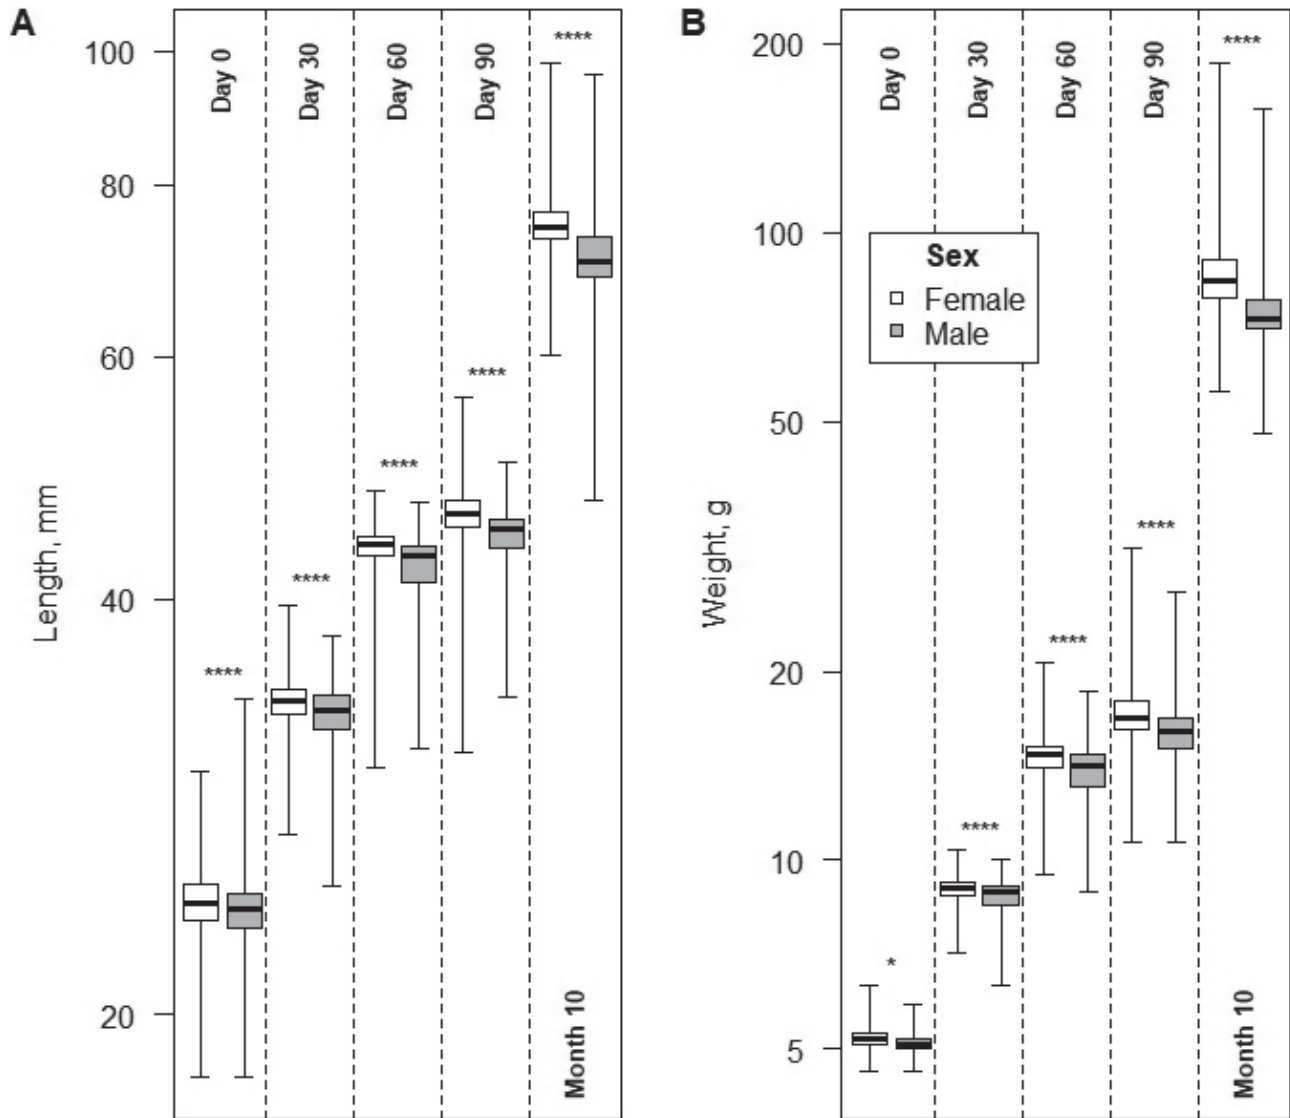 A
Length, mm
100
80
60
40
20
Day 0
Day 30
Day 60
Day 90
Month 10
****
****
****
****
****
B
Weight, g
200
100
50
20
10
5
Day 0
Day 30
Day 60
Day 90
Month 10
*
****
****
****
****
Sex
Female
Male